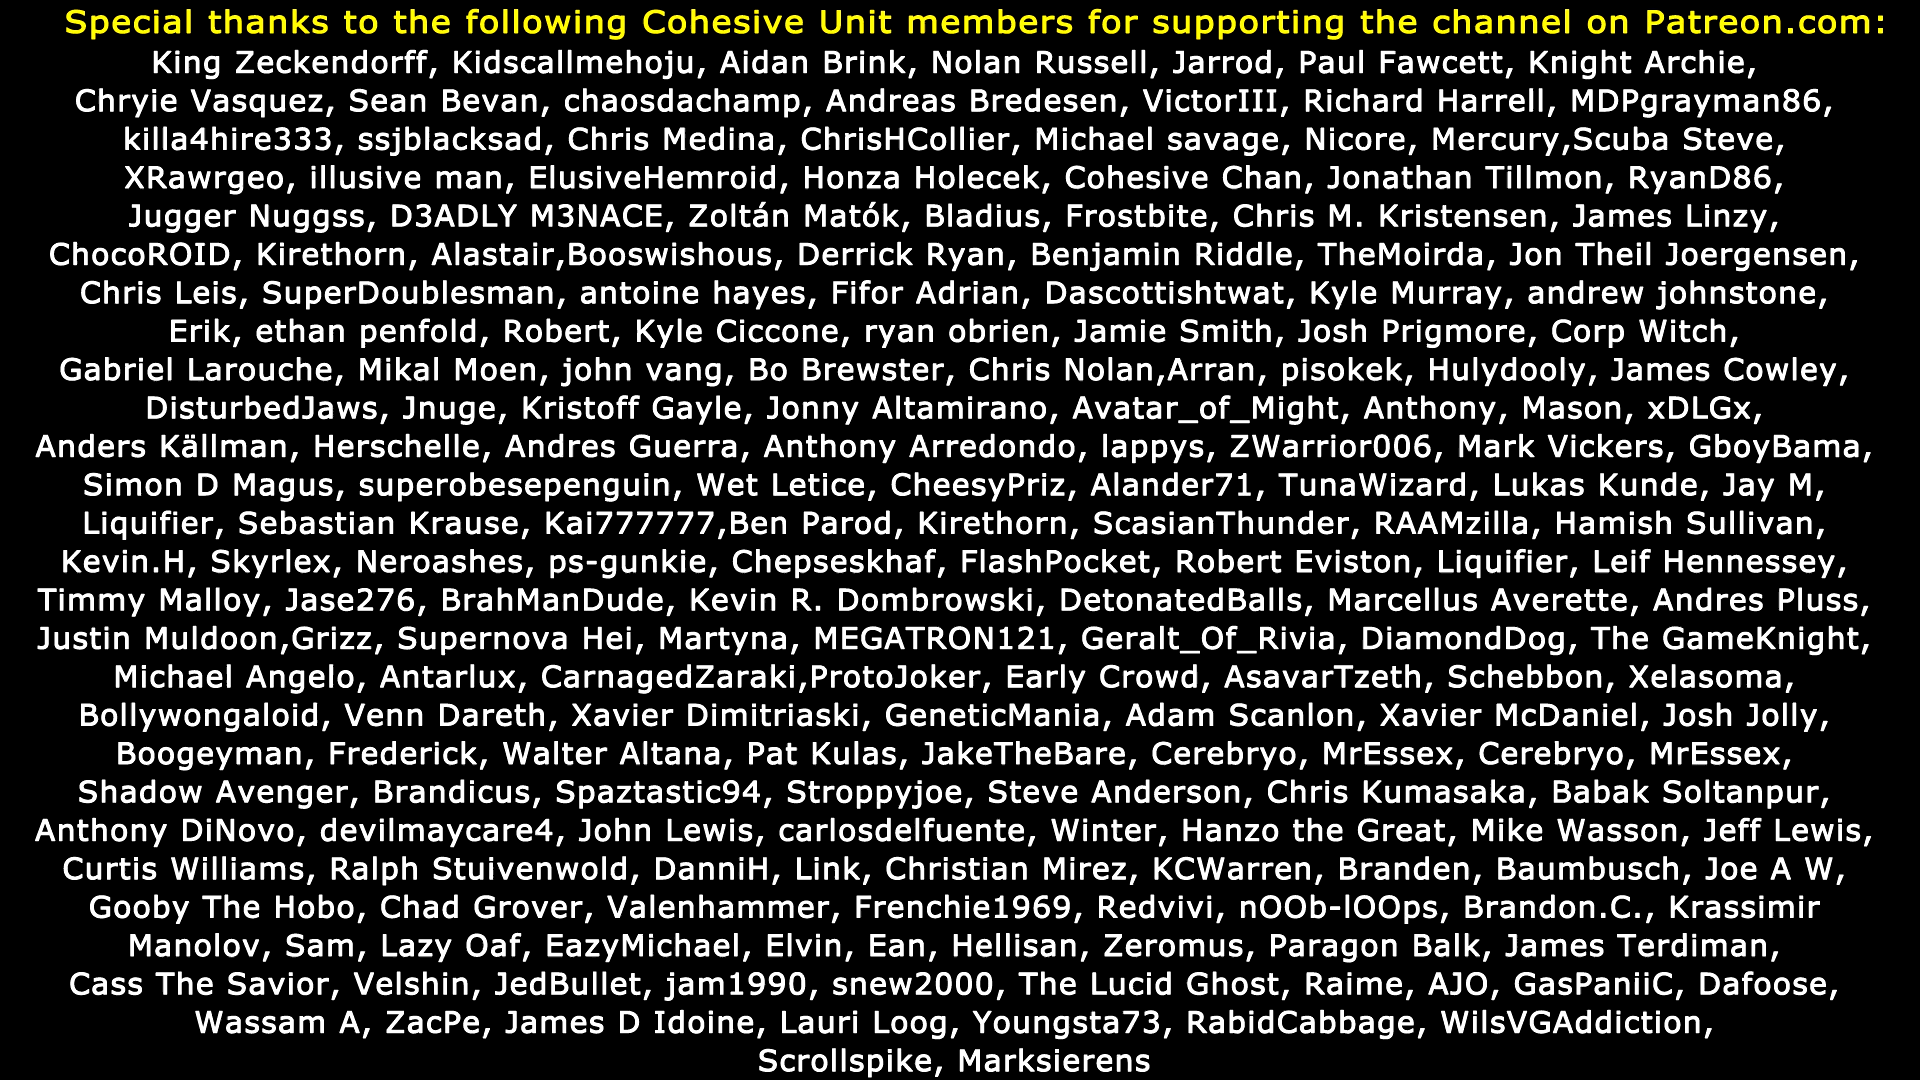 Special thanks to the following Cohesive Unit members for supporting the channel on Patreon.com:
King Zeckendorff, Kidscallmehoju, Aidan Brink, Nolan Russell, Jarrod, Paul Fawcett, Knight Archie,
Chryie Vasquez, Sean Bevan, chaosdachamp, Andreas Bredesen, VictorIII, Richard Harrell, MDPgrayman86,
killa4hire333, ssjblacksad, Chris Medina, ChrisHCollier, Michael savage, Nicore, Mercury,Scuba Steve,
XRawrgeo, illusive man, ElusiveHemroid, Honza Holecek, Cohesive Chan, Jonathan Tillmon, RyanD86,
Jugger Nuggss, D3ADLY M3NACE, Zoltán Matók, Bladius, Frostbite, Chris M. Kristensen, James Linzy,
ChocoROID, Kirethorn, Alastair,Booswishous, Derrick Ryan, Benjamin Riddle, TheMoirda, Jon Theil Joergensen,
Chris Leis, SuperDoublesman, antoine hayes, Fifor Adrian, Dascottishtwat, Kyle Murray, andrew johnstone,
Erik, ethan penfold, Robert, Kyle Ciccone, ryan obrien, Jamie Smith, Josh Prigmore, Corp Witch,
Gabriel Larouche, Mikal Moen, john vang, Bo Brewster, Chris Nolan,Arran, pisokek, Hulydooly, James Cowley,
DisturbedJaws, Jnuge, Kristoff Gayle, Jonny Altamirano, Avatar_of_Might, Anthony, Mason, xDLGx,
Anders Källman, Herschelle, Andres Guerra, Anthony Arredondo, lappys, ZWarrior006, Mark Vickers, GboyBama,
Simon D Magus, superobesepenguin, Wet Letice, CheesyPriz, Alander71, TunaWizard, Lukas Kunde, Jay M,
Liquifier, Sebastian Krause, Kai777777,Ben Parod, Kirethorn, ScasianThunder, RAAMzilla, Hamish Sullivan,
Kevin.H, Skyrlex, Neroashes, ps-gunkie, Chepseskhaf, FlashPocket, Robert Eviston, Liquifier, Leif Hennessey,
Timmy Malloy, Jase276, BrahManDude, Kevin R. Dombrowski, DetonatedBalls, Marcellus Averette, Andres Pluss,
Justin Muldoon,Grizz, Supernova Hei, Martyna, MEGATRON121, Geralt_Of_Rivia, DiamondDog, The GameKnight,
Michael Angelo, Antarlux, CarnagedZaraki,ProtoJoker, Early Crowd, AsavarTzeth, Schebbon, Xelasoma,
Bollywongaloid, Venn Dareth, Xavier Dimitriaski, GeneticMania, Adam Scanlon, Xavier McDaniel, Josh Jolly,
Boogeyman, Frederick, Walter Altana, Pat Kulas, JakeTheBare, Cerebryo, MrEssex, Cerebryo, MrEssex,
Shadow Avenger, Brandicus, Spaztastic94, Stroppyjoe, Steve Anderson, Chris Kumasaka, Babak Soltanpur,
Anthony DiNovo, devilmaycare4, John Lewis, carlosdelfuente, Winter, Hanzo the Great, Mike Wasson, Jeff Lewis,
Curtis Williams, Ralph Stuivenwold, DanniH, Link, Christian Mirez, KCWarren, Branden, Baumbusch, Joe A W,
Gooby The Hobo, Chad Grover, Valenhammer, Frenchie1969, Redvivi, nOOb-lOOps, Brandon.C., Krassimir
Manolov, Sam, Lazy Oaf, EazyMichael, Elvin, Ean, Hellisan, Zeromus, Paragon Balk, James Terdiman,
Cass The Savior, Velshin, JedBullet, jam1990, snew2000, The Lucid Ghost, Raime, AJO, GasPaniiC, Dafoose,
Wassam A, ZacPe, James D Idoine, Lauri Loog, Youngsta73, RabidCabbage, WilsVGAddiction,
Scrollspike, Marksierens